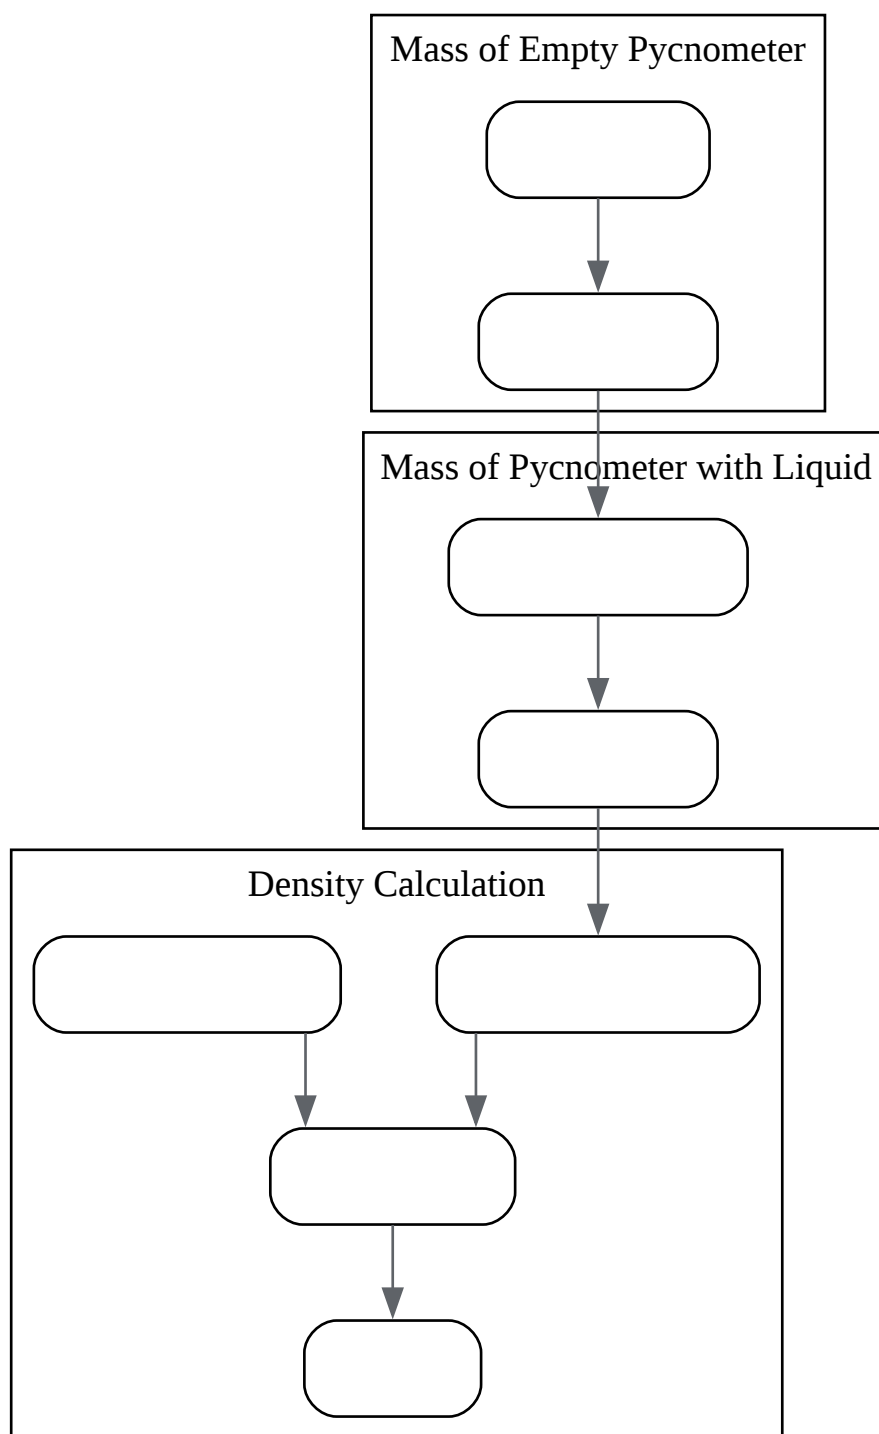 Mass of Empty Pycnometer
Mass of Pycnometer with Liquid
Density Calculation